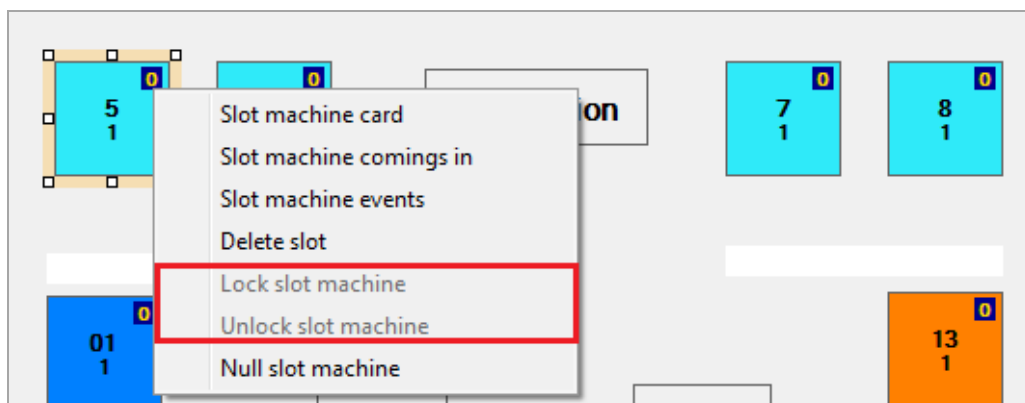 0
0
0
0
5
1
ion
7
1
8
1
Slot machine card
Slot machine comings in
Slot machine events
Delete slot
Lock slot machine
Unlock slot machine
Null slot machine
0
01
1
0
13
1